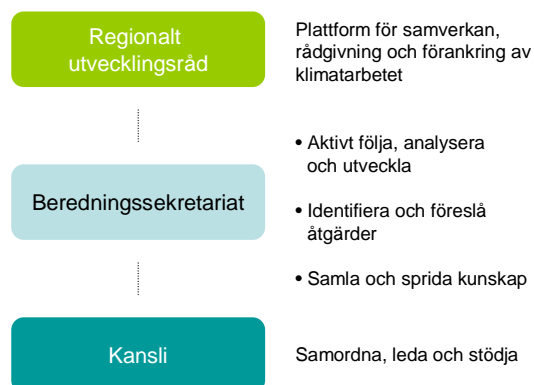 Regionalt
utvecklingsråd
Plattform för samverkan,
rådgivning och förankring av
klimatarbetet
Beredningssekretariat
• Aktivt följa, analysera
och utveckla
• Identifiera och föreslå
åtgärder
• Samla och sprida kunskap
Kansli
Samordna, leda och stödja